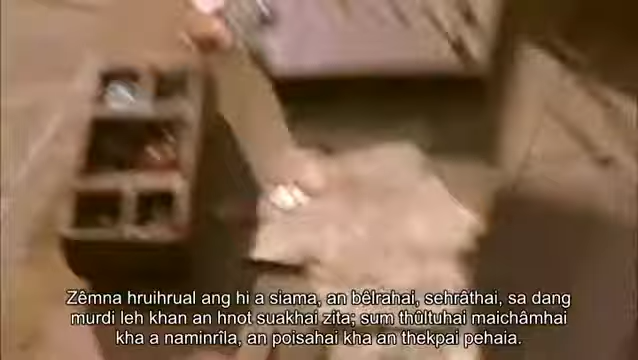 Zêmna hruihrual ang hi a siama, an bêlrahai, sehrâthai, sa dang
murdi leh khan an hnot suakhai zita; sum thûltuhai maichâmhai
kha a naminrîla, an poisahai kha an thekpai pehaia.